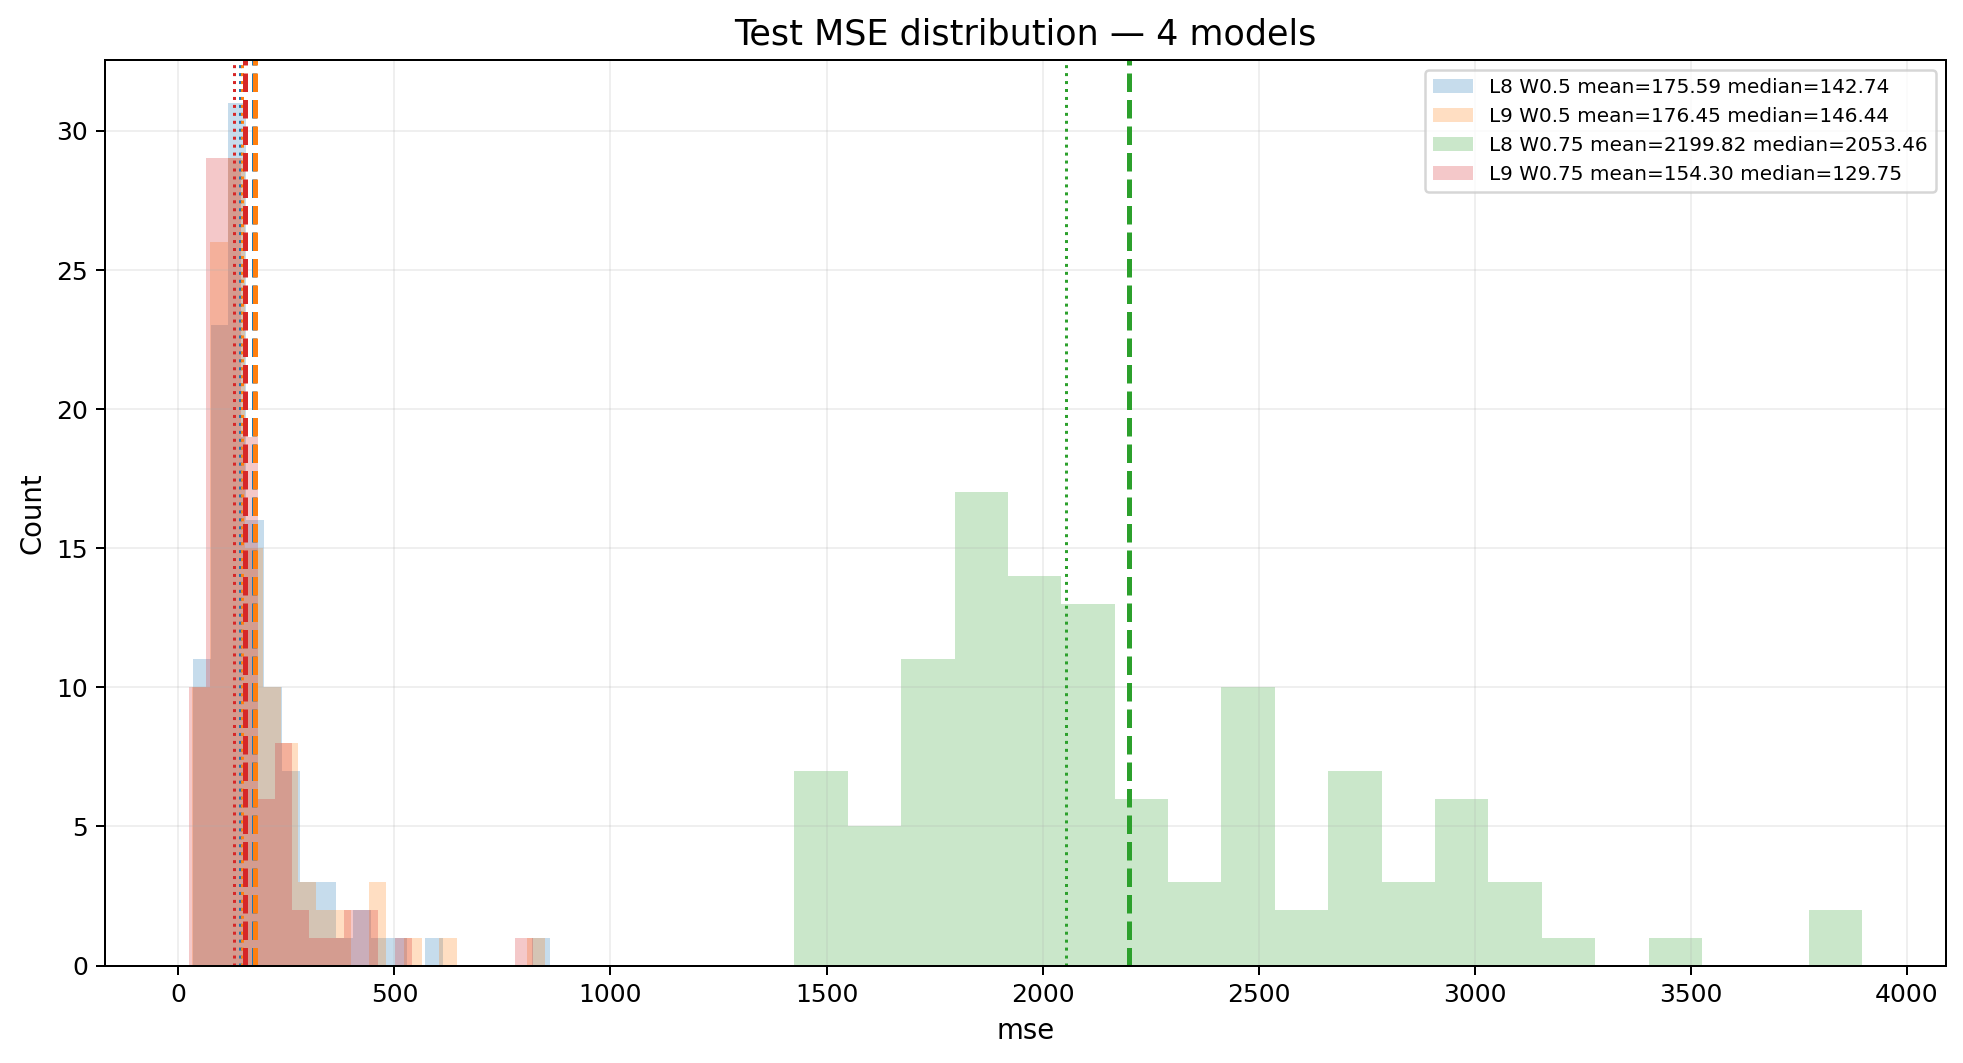 Test MSE distribution — 4 models
L8 W0.5 mean=175.59 median=142.74
L9 W0.5 mean=176.45 median=146.44
L8 W0.75 mean=2199.82 median=2053.46
L9 W0.75 mean=154.30 median=129.75
30
25
20
15
10
5
0
Count
0 500 1000 1500 2000 2500 3000 3500 4000
mse